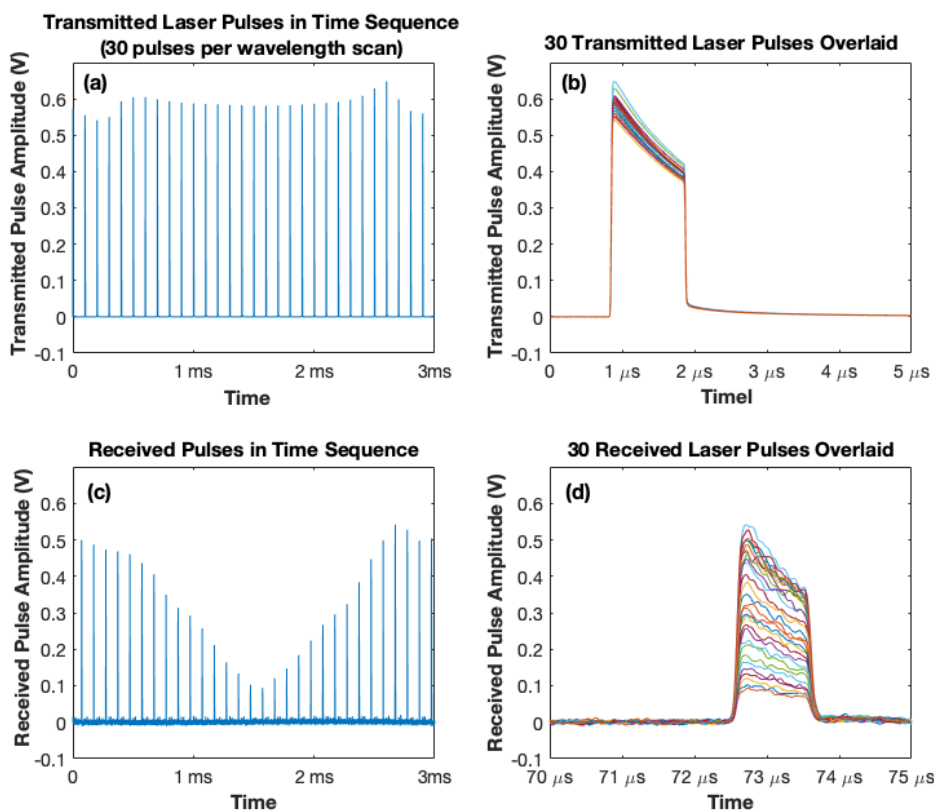 Transmitted Laser Pulses in Time Sequence
(30 pulses per wavelength scan)
(a)
Transmitted Pulse Amplitude (V)
0.6
0.5
0.4
0.3
0.2
0.1
0
-0.1
0
1 ms
2 ms
3ms
Time
30 Transmitted Laser Pulses Overlaid
(b)
Transmitted Pulse Amplitude (V)
0.6
0.5
0.4
0.3
0.2
0.1
0
-0.1
0
1 μs
2 μs
3 μs
4 μs
5 μs
Timel
Received Pulses in Time Sequence
(c)
Received Pulse Amplitude (V)
0.6
0.5
0.4
0.3
0.2
0.1
0
-0.1
0
1 ms
2 ms
3ms
Time
30 Received Laser Pulses Overlaid
(d)
Received Pulse Amplitude (V)
0.6
0.5
0.4
0.3
0.2
0.1
0
-0.1
70 μs
71 μs
72 μs
73 μs
74 μs
75 μs
Time